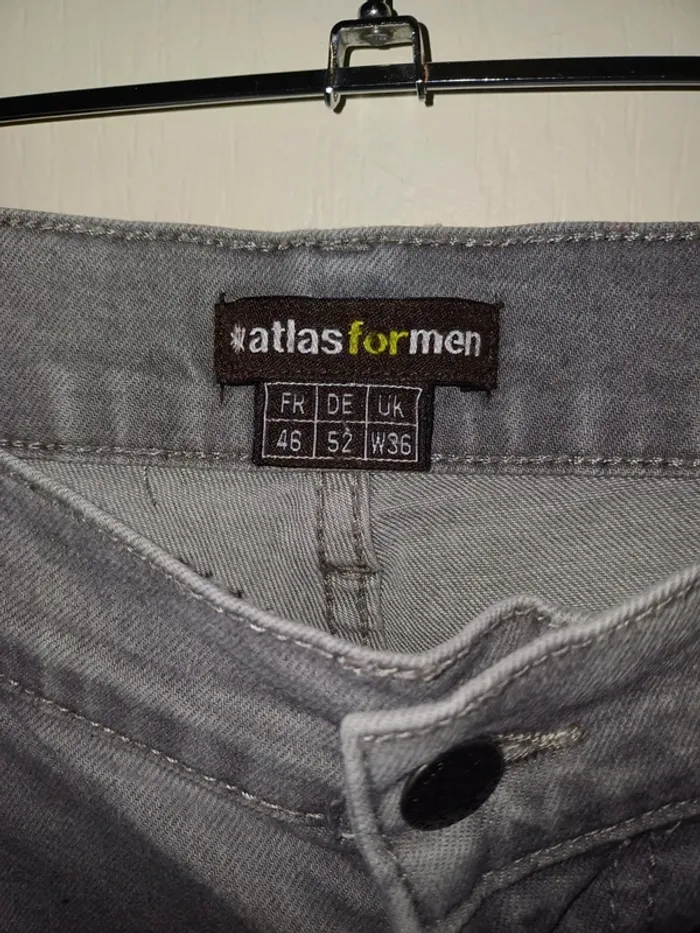 atlasformen
FR DE UK
46 52 W36